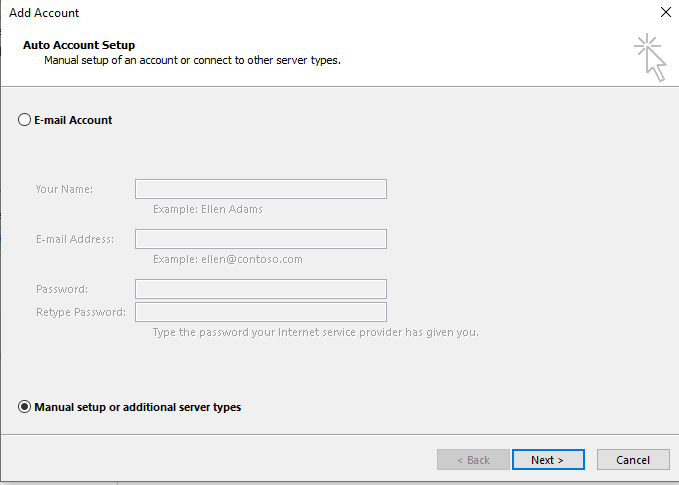 Add Account
Auto Account Setup
Manual setup of an account or connect to other server types.
E-mail Account
Your Name:
Example: Ellen Adams
E-mail Address:
Example: ellen@contoso.com
Password:
Retype Password:
Type the password your Internet service provider has given you.
Manual setup or additional server types
< Back Next > Cancel